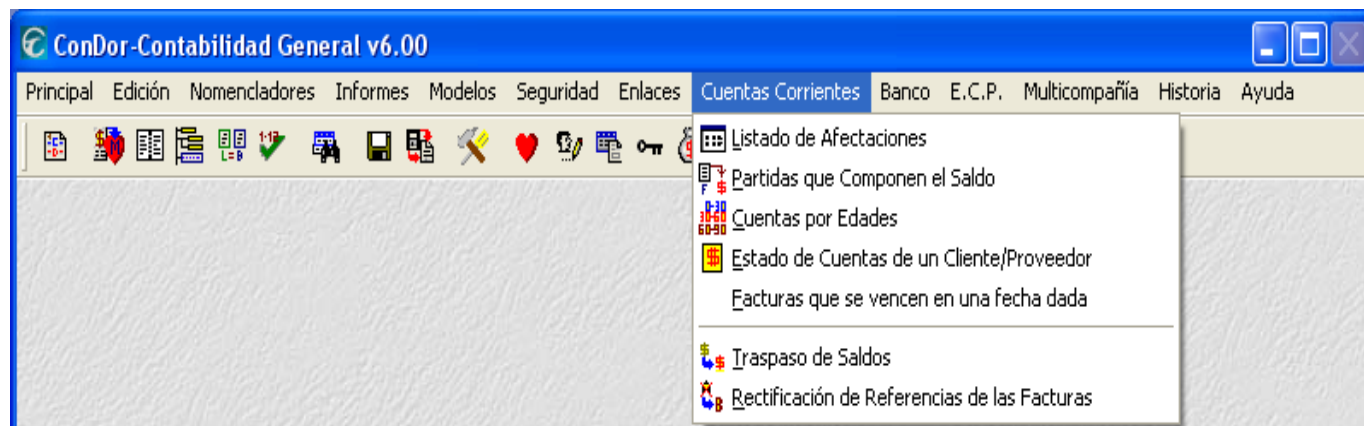 ConDor-Contabilidad General v6.00
Principal Edición Nomencladores Informes Modelos Seguridad Enlaces Cuentas Corrientes Banco E.C.P. Multicompañía Historia Ayuda
Listado de Afectaciones
Partidas que Componen el Saldo
Cuentas por Edades
Estado de Cuentas de un Cliente/Proveedor
Facturas que se vencen en una fecha dada
Traspaso de Saldos
Rectificación de Referencias de las Facturas